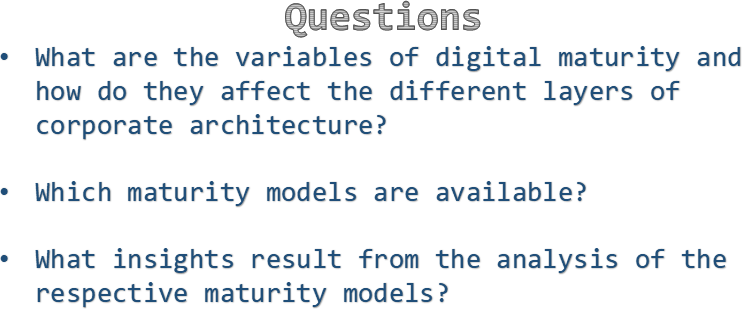 Questions
• What are the variables of digital maturity and
how do they affect the different layers of
corporate architecture?
• Which maturity models are available?
• What insights result from the analysis of the
respective maturity models?